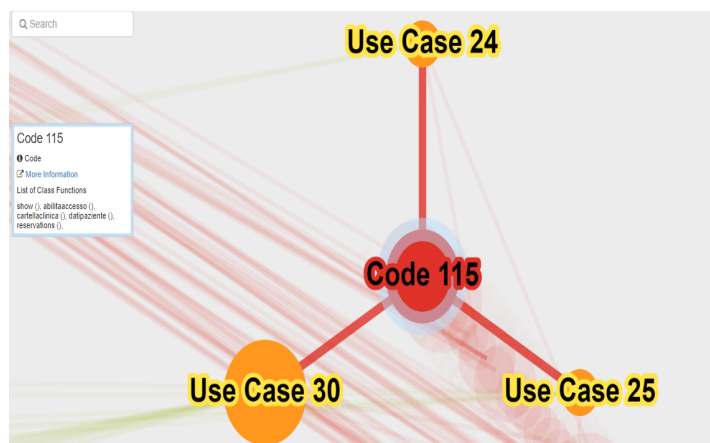 Search
Use Case 24
Code 115
Code
More Information
List of Class Functions
show (), abilitaaccesso (),
cartellaclinica (), datipaziente (),
reservations (),
Code 115
Use Case 30
Use Case 25